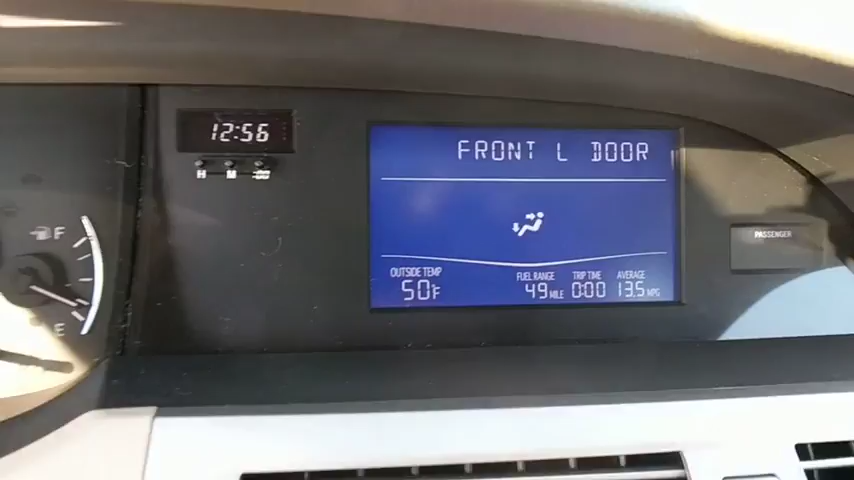 12:56
H M :00
FRONT L DOOR
PASSENGER
F
E
OUTSIDE TEMP FUEL RANGE TRIP TIME AVERAGE
50°F 49 MILE 0:00 13.5 MPG